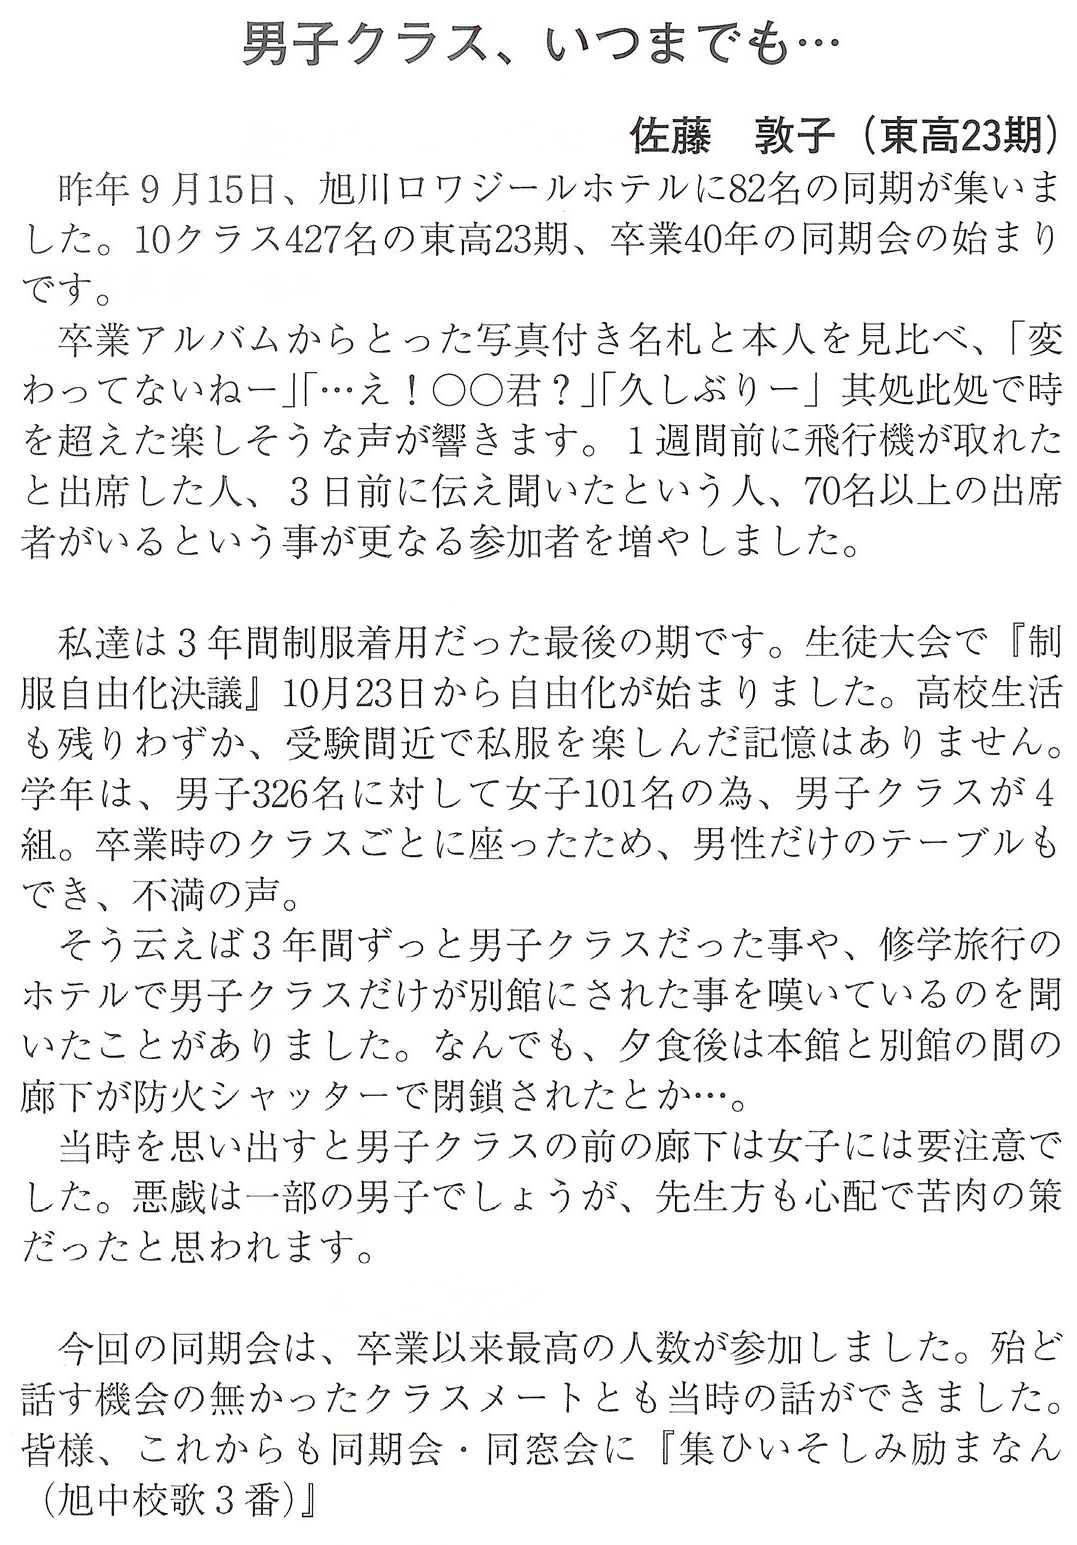 男子クラス、いつまでも…
佐藤　敦子（東高23期）
　昨年９月15日、旭川ロワジールホテルに82名の同期が集いま
した。10クラス427名の東高23期、卒業40年の同期会の始まり
です。
　卒業アルバムからとった写真付き名札と本人を見比べ、「変
わってないねー」「…え！○○君？」「久しぶりー」其処此処で時
を超えた楽しそうな声が響きます。１週間前に飛行機が取れた
と出席した人、３日前に伝え聞いたという人、70名以上の出席
者がいるという事が更なる参加者を増やしました。
　私達は３年間制服着用だった最後の期です。生徒大会で『制
服自由化決議』10月23日から自由化が始まりました。高校生活
も残りわずか、受験間近で私服を楽しんだ記憶はありません。
学年は、男子326名に対して女子101名の為、男子クラスが４
組。卒業時のクラスごとに座ったため、男性だけのテーブルも
でき、不満の声。
　そう云えば３年間ずっと男子クラスだった事や、修学旅行の
ホテルで男子クラスだけが別館にされた事を嘆いているのを聞
いたことがありました。なんでも、夕食後は本館と別館の間の
廊下が防火シャッターで閉鎖されたとか…。
　当時を思い出すと男子クラスの前の廊下は女子には要注意で
した。悪戯は一部の男子でしょうが、先生方も心配で苦肉の策
だったと思われます。
　今回の同期会は、卒業以来最高の人数が参加しました。殆ど
話す機会の無かったクラスメートとも当時の話ができました。
皆様、これからも同期会・同窓会に『集ひいそしみ励まなん
（旭中校歌３番）』